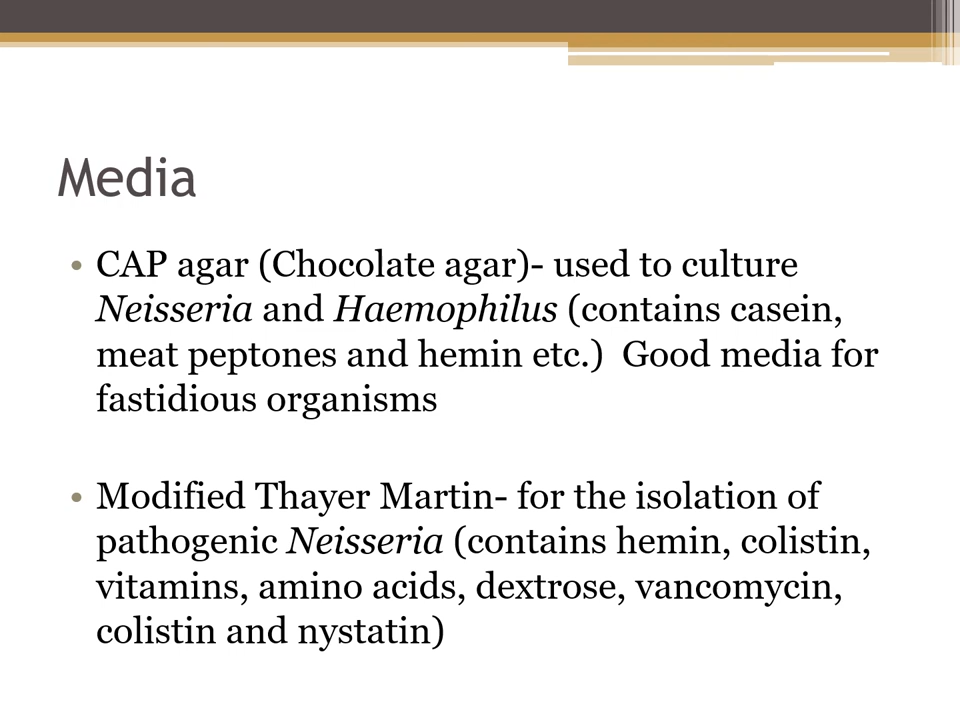 Media
• CAP agar (Chocolate agar)- used to culture
Neisseria and Haemophilus (contains casein,
meat peptones and hemin etc.)  Good media for
fastidious organisms
• Modified Thayer Martin- for the isolation of
pathogenic Neisseria (contains hemin, colistin,
vitamins, amino acids, dextrose, vancomycin,
colistin and nystatin)